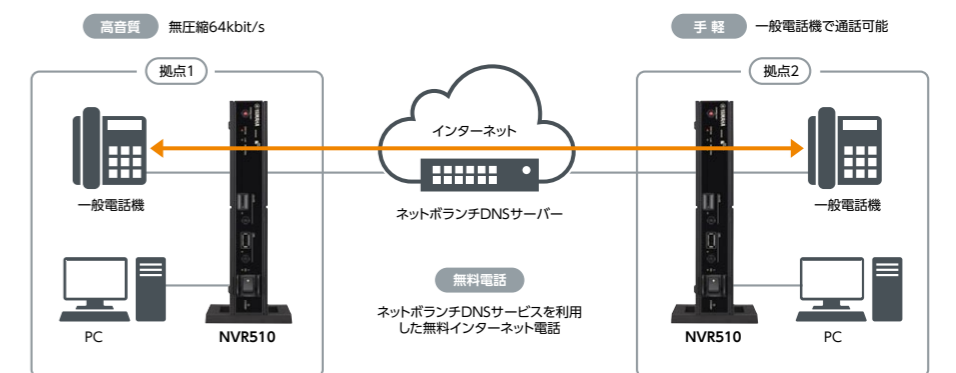 高音質 無圧縮64kbit/s
手軽 一般電話機で通話可能
拠点1
拠点2
インターネット
一般電話機
ネットボランチDNSサーバー
一般電話機
無料電話
ネットボランチDNSサービスを利用
した無料インターネット電話
PC
NVR510
NVR510
PC